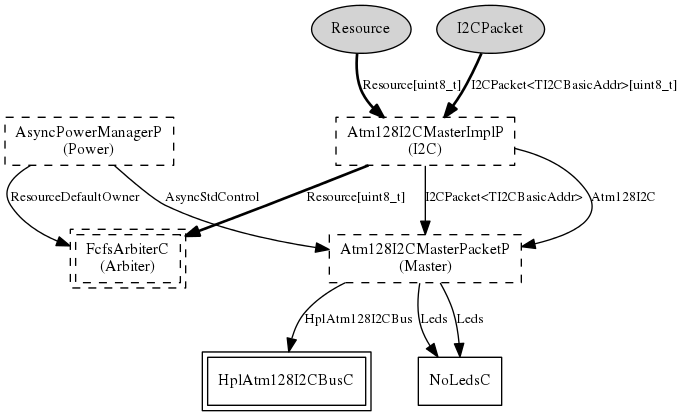 Resource
I2CPacket
Resource[uint8_t]
I2CPacket<TI2CBasicAddr>[uint8_t]
AsyncPowerManagerP
(Power)
Atm128I2CMasterImplP
(I2C)
ResourceDefaultOwner
AsyncStdControl
Resource[uint8_t]
I2CPacket<TI2CBasicAddr>
Atm128I2C
FcfsArbiterC
(Arbiter)
Atm128I2CMasterPacketP
(Master)
HplAtm128I2CBus
Leds
Leds
HplAtm128I2CBusC
NoLedsC